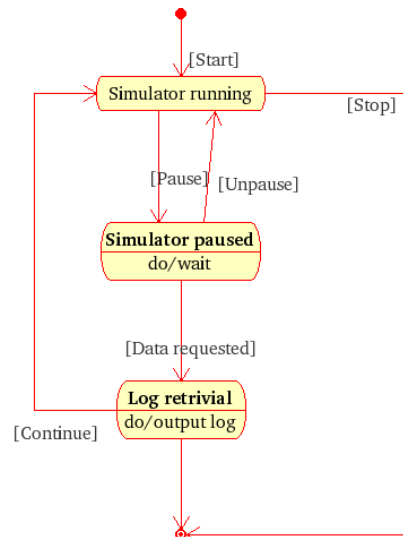 [Start]
Simulator running
[Stop]
[Pause]
[Unpause]
Simulator paused
do/wait
[Data requested]
Log retrivial
do/output log
[Continue]